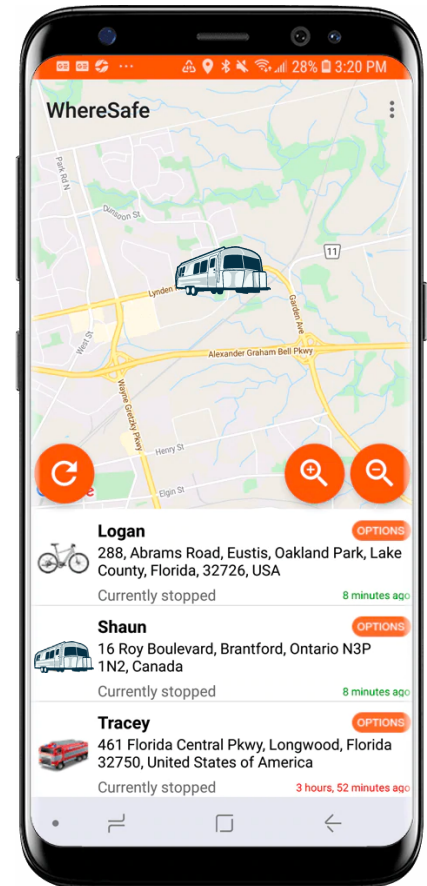 28% 3:20 PM
WhereSafe
Park Rd N
Dunsdon St
11
Lynden
Garden Ave
West St
Alexander Graham Bell Pkwy
Wayne Gretzky Pkwy
Henry St
Elgin St
Logan
OPTIONS
288, Abrams Road, Eustis, Oakland Park, Lake
County, Florida, 32726, USA
Currently stopped
8 minutes ago
Shaun
OPTIONS
16 Roy Boulevard, Brantford, Ontario N3P
1N2, Canada
Currently stopped
8 minutes ago
Tracey
OPTIONS
461 Florida Central Pkwy, Longwood, Florida
32750, United States of America
Currently stopped
3 hours, 52 minutes ago